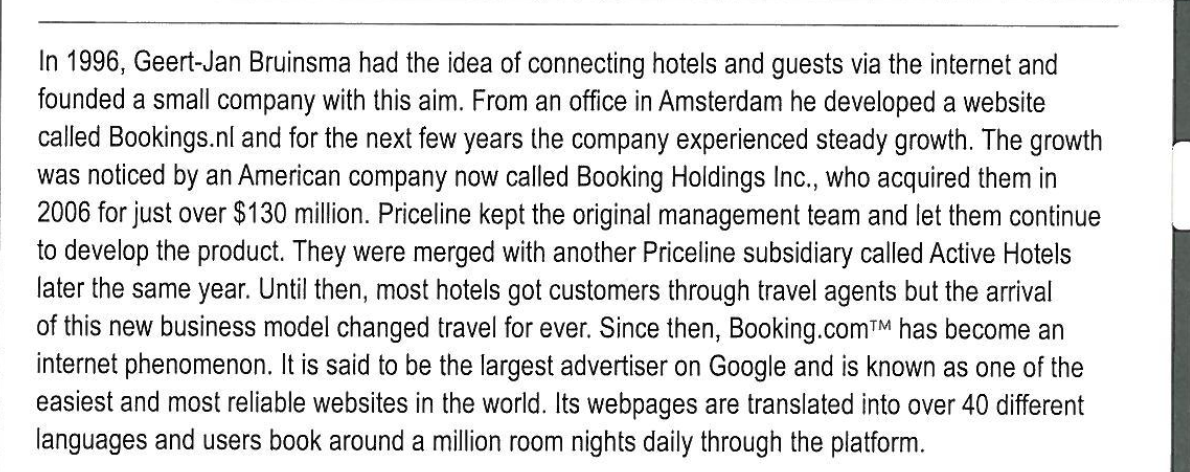 In 1996, Geert-Jan Bruinsma had the idea of connecting hotels and guests via the internet and
founded a small company with this aim. From an office in Amsterdam he developed a website
called Bookings.nl and for the next few years the company experienced steady growth. The growth
was noticed by an American company now called Booking Holdings Inc., who acquired them in
2006 for just over $130 million. Priceline kept the original management team and let them continue
to develop the product. They were merged with another Priceline subsidiary called Active Hotels
later the same year. Until then, most hotels got customers through travel agents but the arrival
of this new business model changed travel for ever. Since then, Booking.com™ has become an
internet phenomenon. It is said to be the largest advertiser on Google and is known as one of the
easiest and most reliable websites in the world. Its webpages are translated into over 40 different
languages and users book around a million room nights daily through the platform.